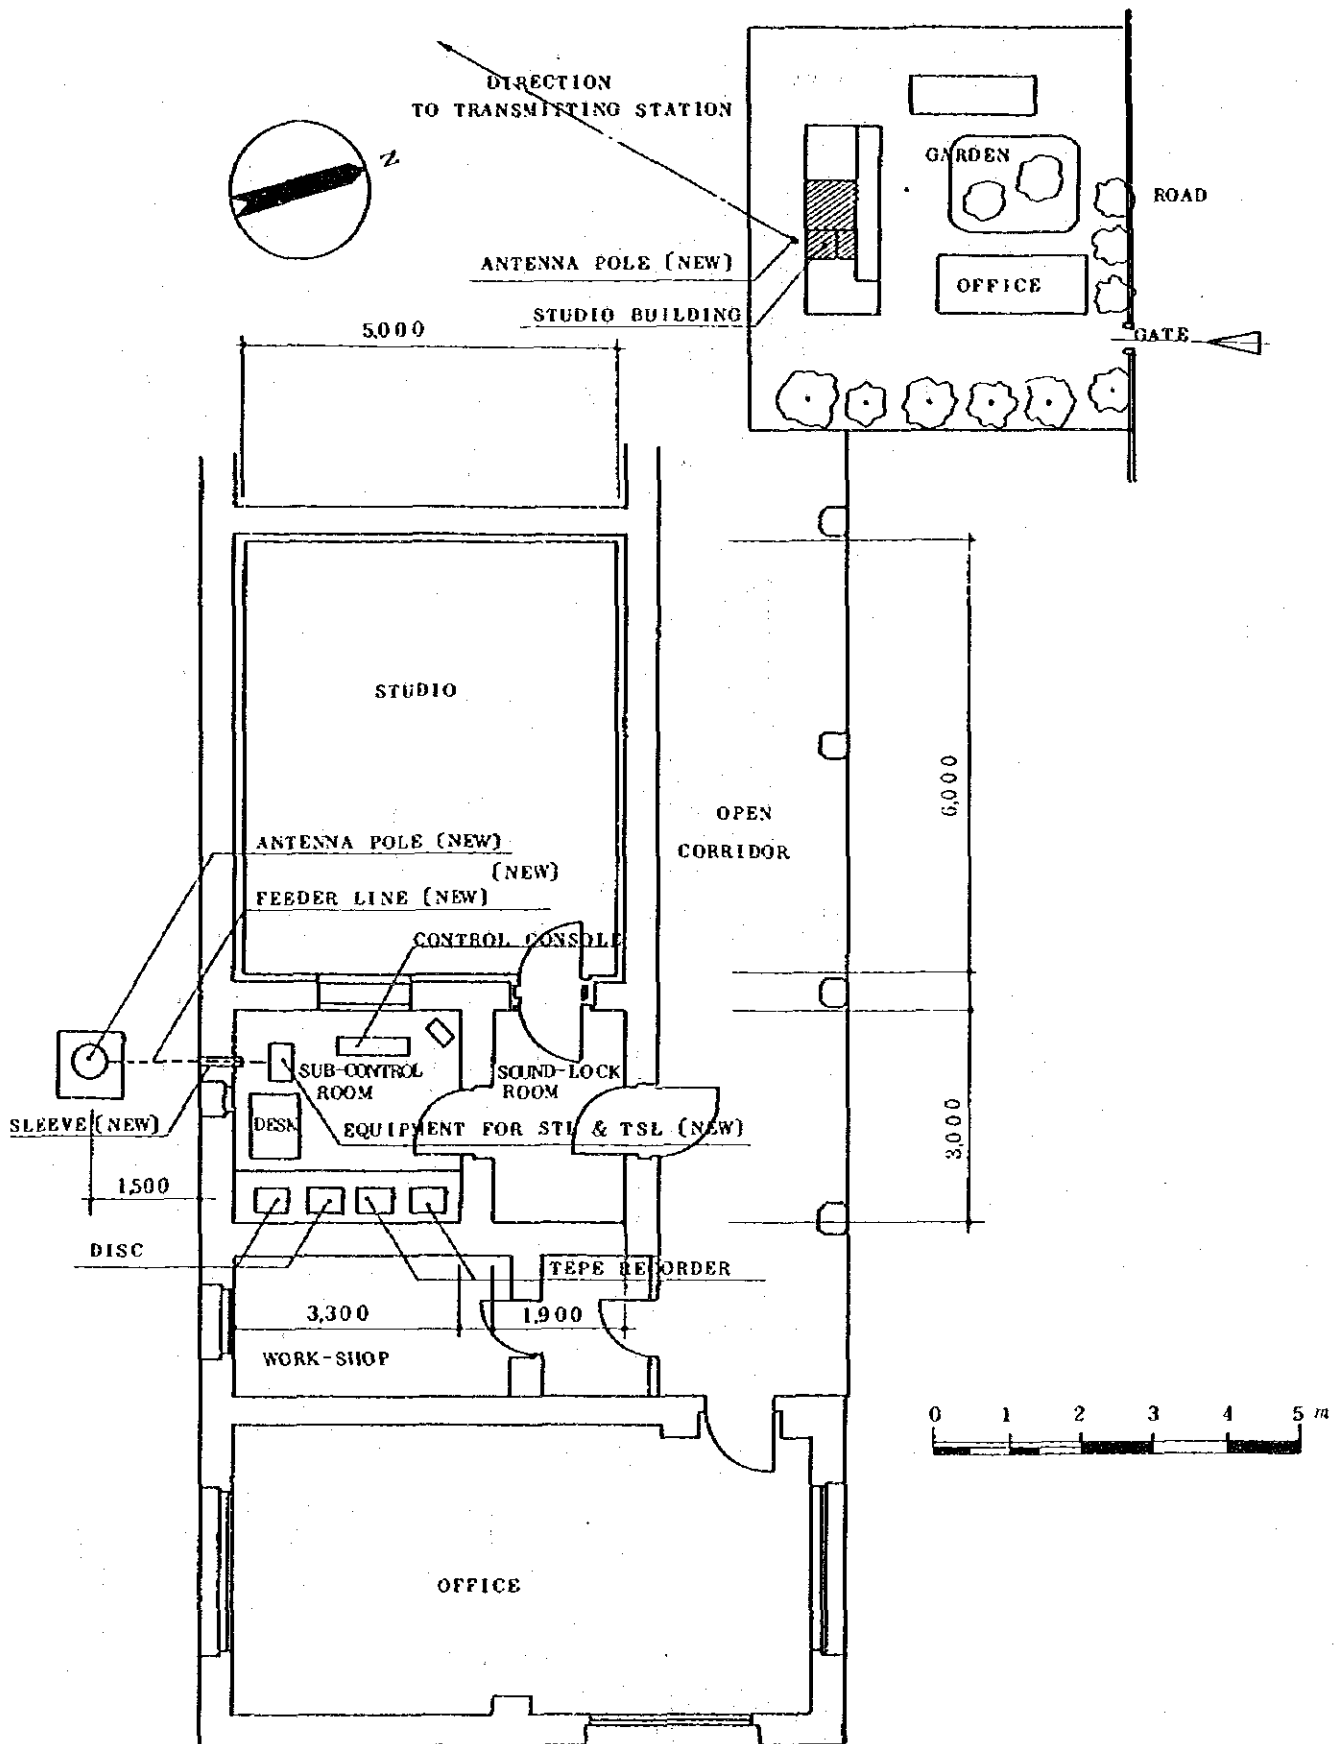 DIRECTION
TO TRANSMITTING STATION
N
GARDEN
ROAD
ANTENNA POLE (NEW)
OFFICE
STUDIO BUILDING
GATE
5,000
STUDIO
6,000
OPEN
CORRIDOR
ANTENNA POLE (NEW)
(NEW)
FEEDER LINE (NEW)
CONTROL CONSOLE
SUB-CONTROL
ROOM
SOUND-LOCK
ROOM
SLEEVE (NEW)
DESK
EQUIPMENT FOR STL & TSL (NEW)
3,000
1,500
DISC
TEPE RECORDER
3,300
1,900
WORK-SHOP
0 1 2 3 4 5 m
OFFICE